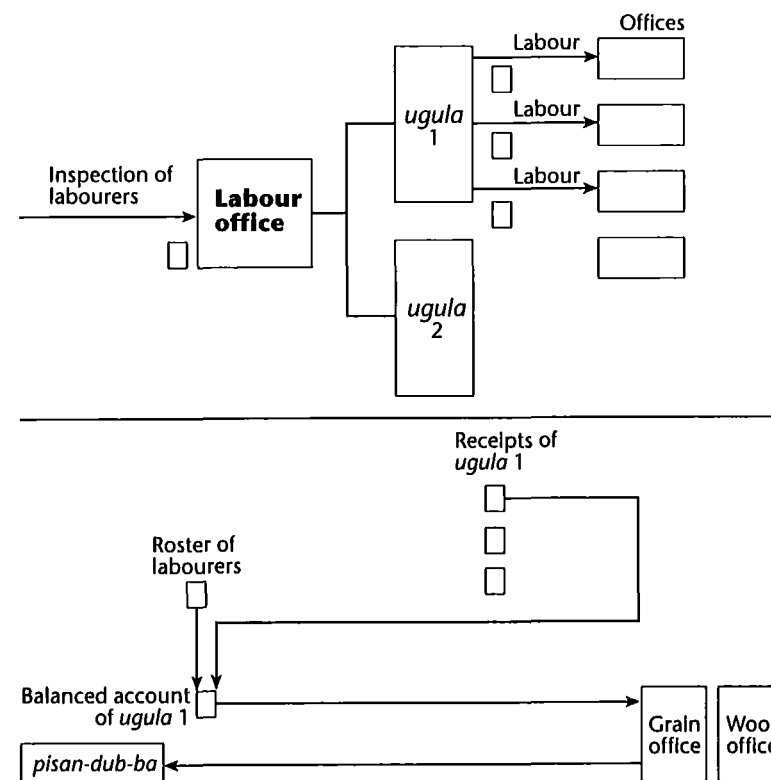 Offices
Labour
ugula
1
Labour
Labour
Inspection of
labourers
Labour
office
ugula
2
Receipts of
ugula 1
Roster of
labourers
Balanced account
of ugula 1
Grain
office
pisan-dub-ba